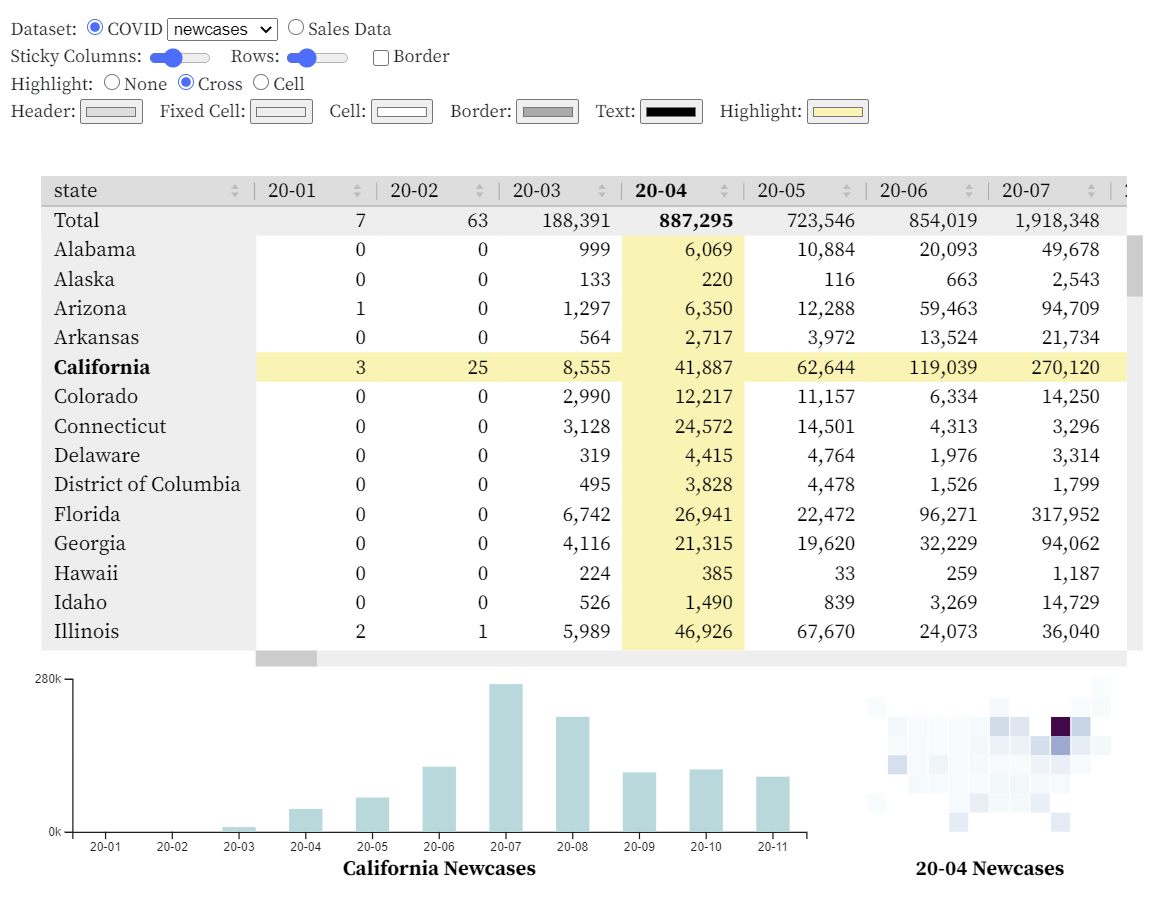 Dataset: COVID newcases Sales Data
Sticky Columns: Rows: Border
Highlight: None Cross Cell
Header: Fixed Cell: Cell: Border: Text: Highlight:
state 20-01 20-02 20-03 20-04 20-05 20-06 20-07
Total 7 63 188,391 887,295 723,546 854,019 1,918,348
Alabama 0 0 999 6,069 10,884 20,093 49,678
Alaska 0 0 133 220 116 663 2,543
Arizona 1 0 1,297 6,350 12,288 59,463 94,709
Arkansas 0 0 564 2,717 3,972 13,524 21,734
California 3 25 8,555 41,887 62,644 119,039 270,120
Colorado 0 0 2,990 12,217 11,157 6,334 14,250
Connecticut 0 0 3,128 24,572 14,501 4,313 3,296
Delaware 0 0 319 4,415 4,764 1,976 3,314
District of Columbia 0 0 495 3,828 4,478 1,526 1,799
Florida 0 0 6,742 26,941 22,472 96,271 317,952
Georgia 0 0 4,116 21,315 19,620 32,229 94,062
Hawaii 0 0 224 385 33 259 1,187
Idaho 0 0 526 1,490 839 3,269 14,729
Illinois 2 1 5,989 46,926 67,670 24,073 36,040
280k
0k
20-01 20-02 20-03 20-04 20-05 20-06 20-07 20-08 20-09 20-10 20-11
California Newcases
20-04 Newcases